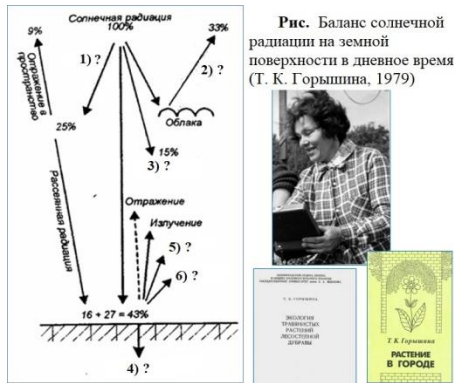 Солнечная радиация
100%
9%
33%
1) ?
2) ?
Отражение в
пространство
25%
Облака
15%
3) ?
Рассеянная радиация
Отражение
Излучение
5) ?
6) ?
16 + 27 = 43%
4) ?
Рис. Баланс солнечной
радиации на земной
поверхности в дневное время
(Т. К. Горышина, 1979)
ЭКОЛОГИЯ
ТРАВЯНИСТЫХ
РАСТЕНИЙ
ЛЕСОСТЕПНОЙ
ДУБРАВЫ
Т. К. Горышина
РАСТЕНИЕ
В ГОРОДЕ